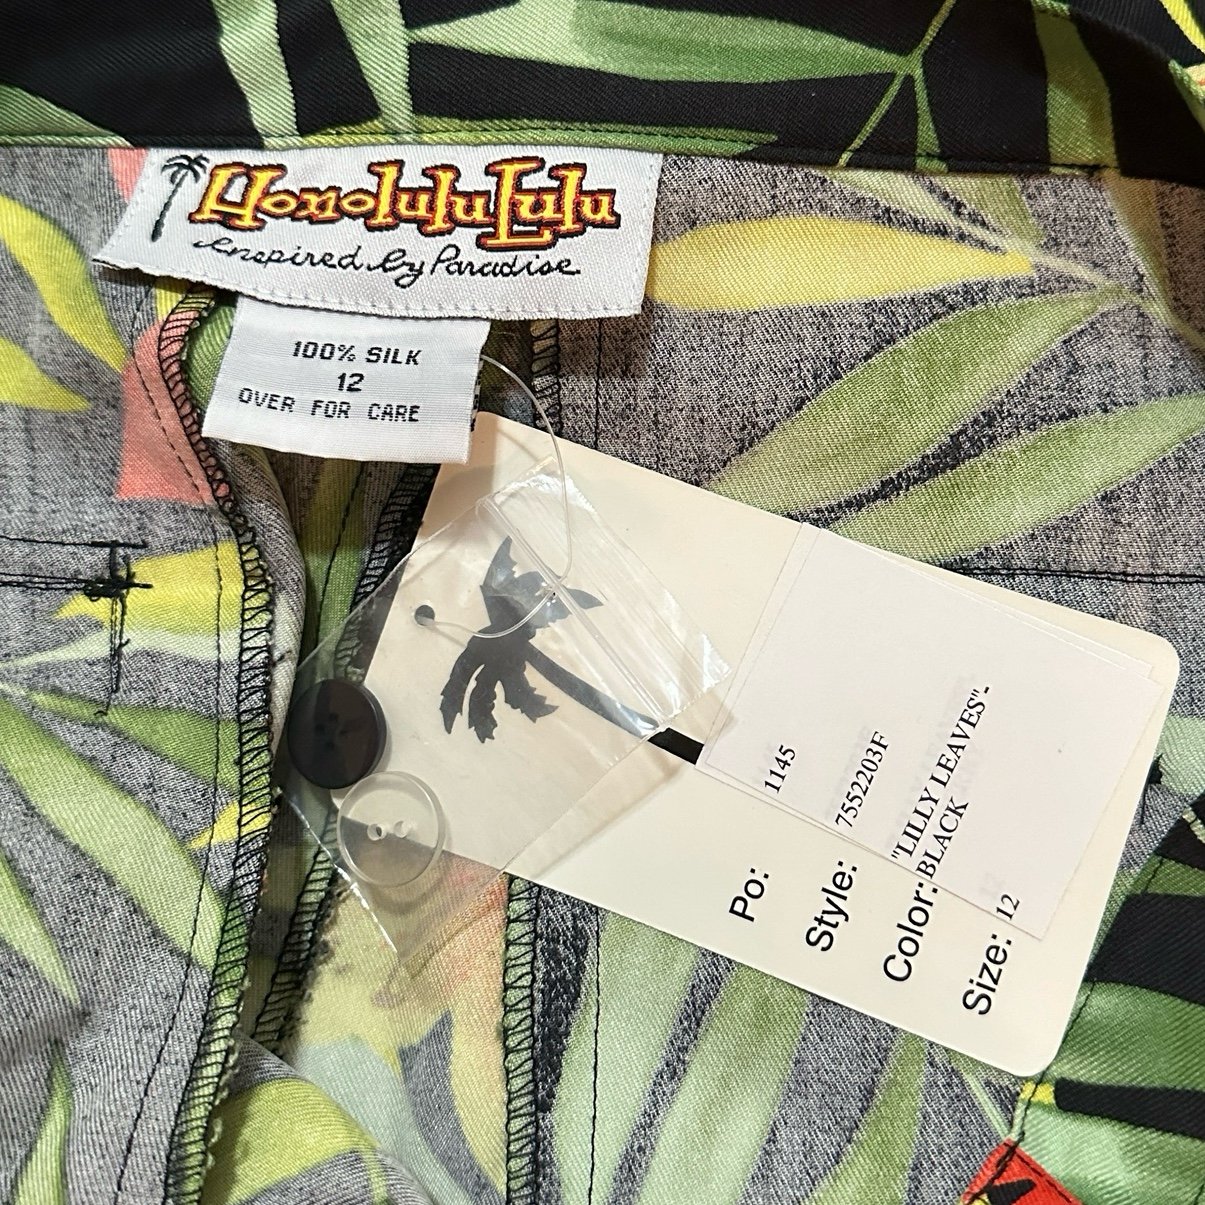 HonoluluLulu
Inspired by Paradise
100% SILK
12
OVER FOR CARE
Po: 1145
Style: 7552203F
Color: "LILLY LEAVES"-
BLACK
Size: 12